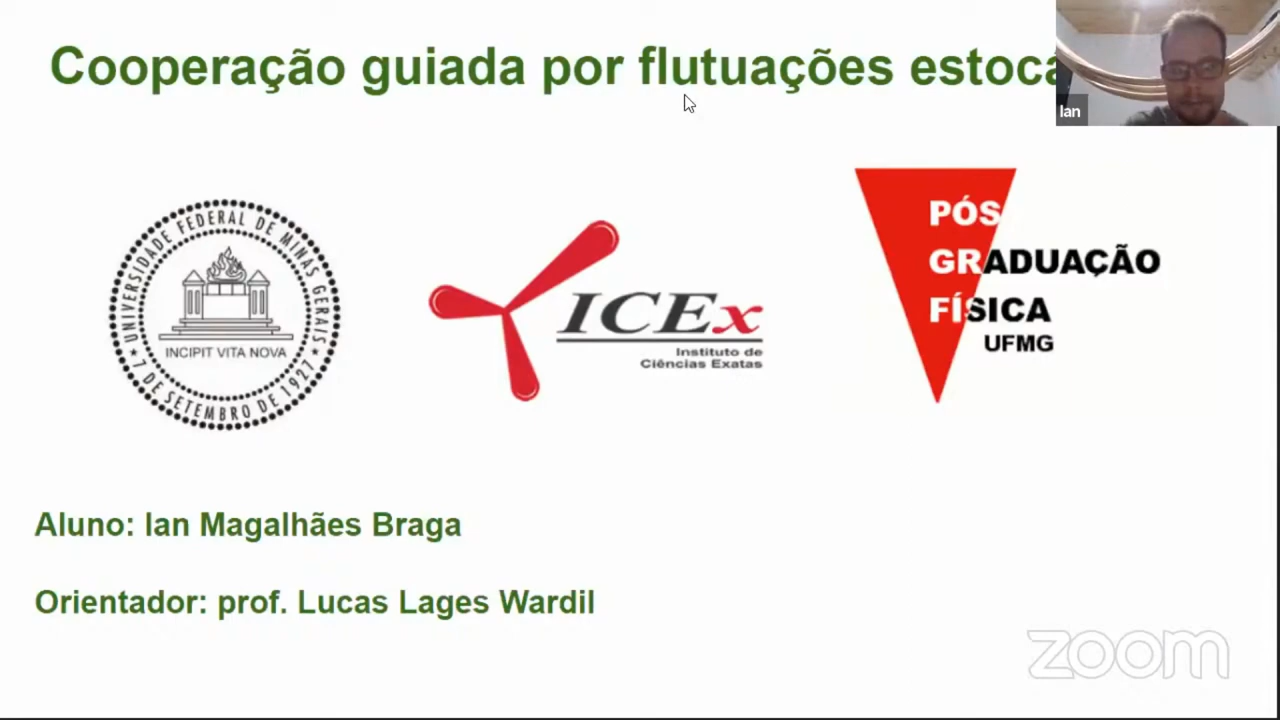 Cooperação guiada por flutuações
Ian
UNIVERSIDADE FEDERAL DE MINAS GERAIS
INCIPIT VITA NOVA
★ 7 DE SETEMBRO DE 1927 ★
ICEx
Instituto de
Ciências Exatas
PÓS
GRADUAÇÃO
FÍSICA
UFMG
Aluno: Ian Magalhães Braga
Orientador: prof. Lucas Lages Wardil
zoom